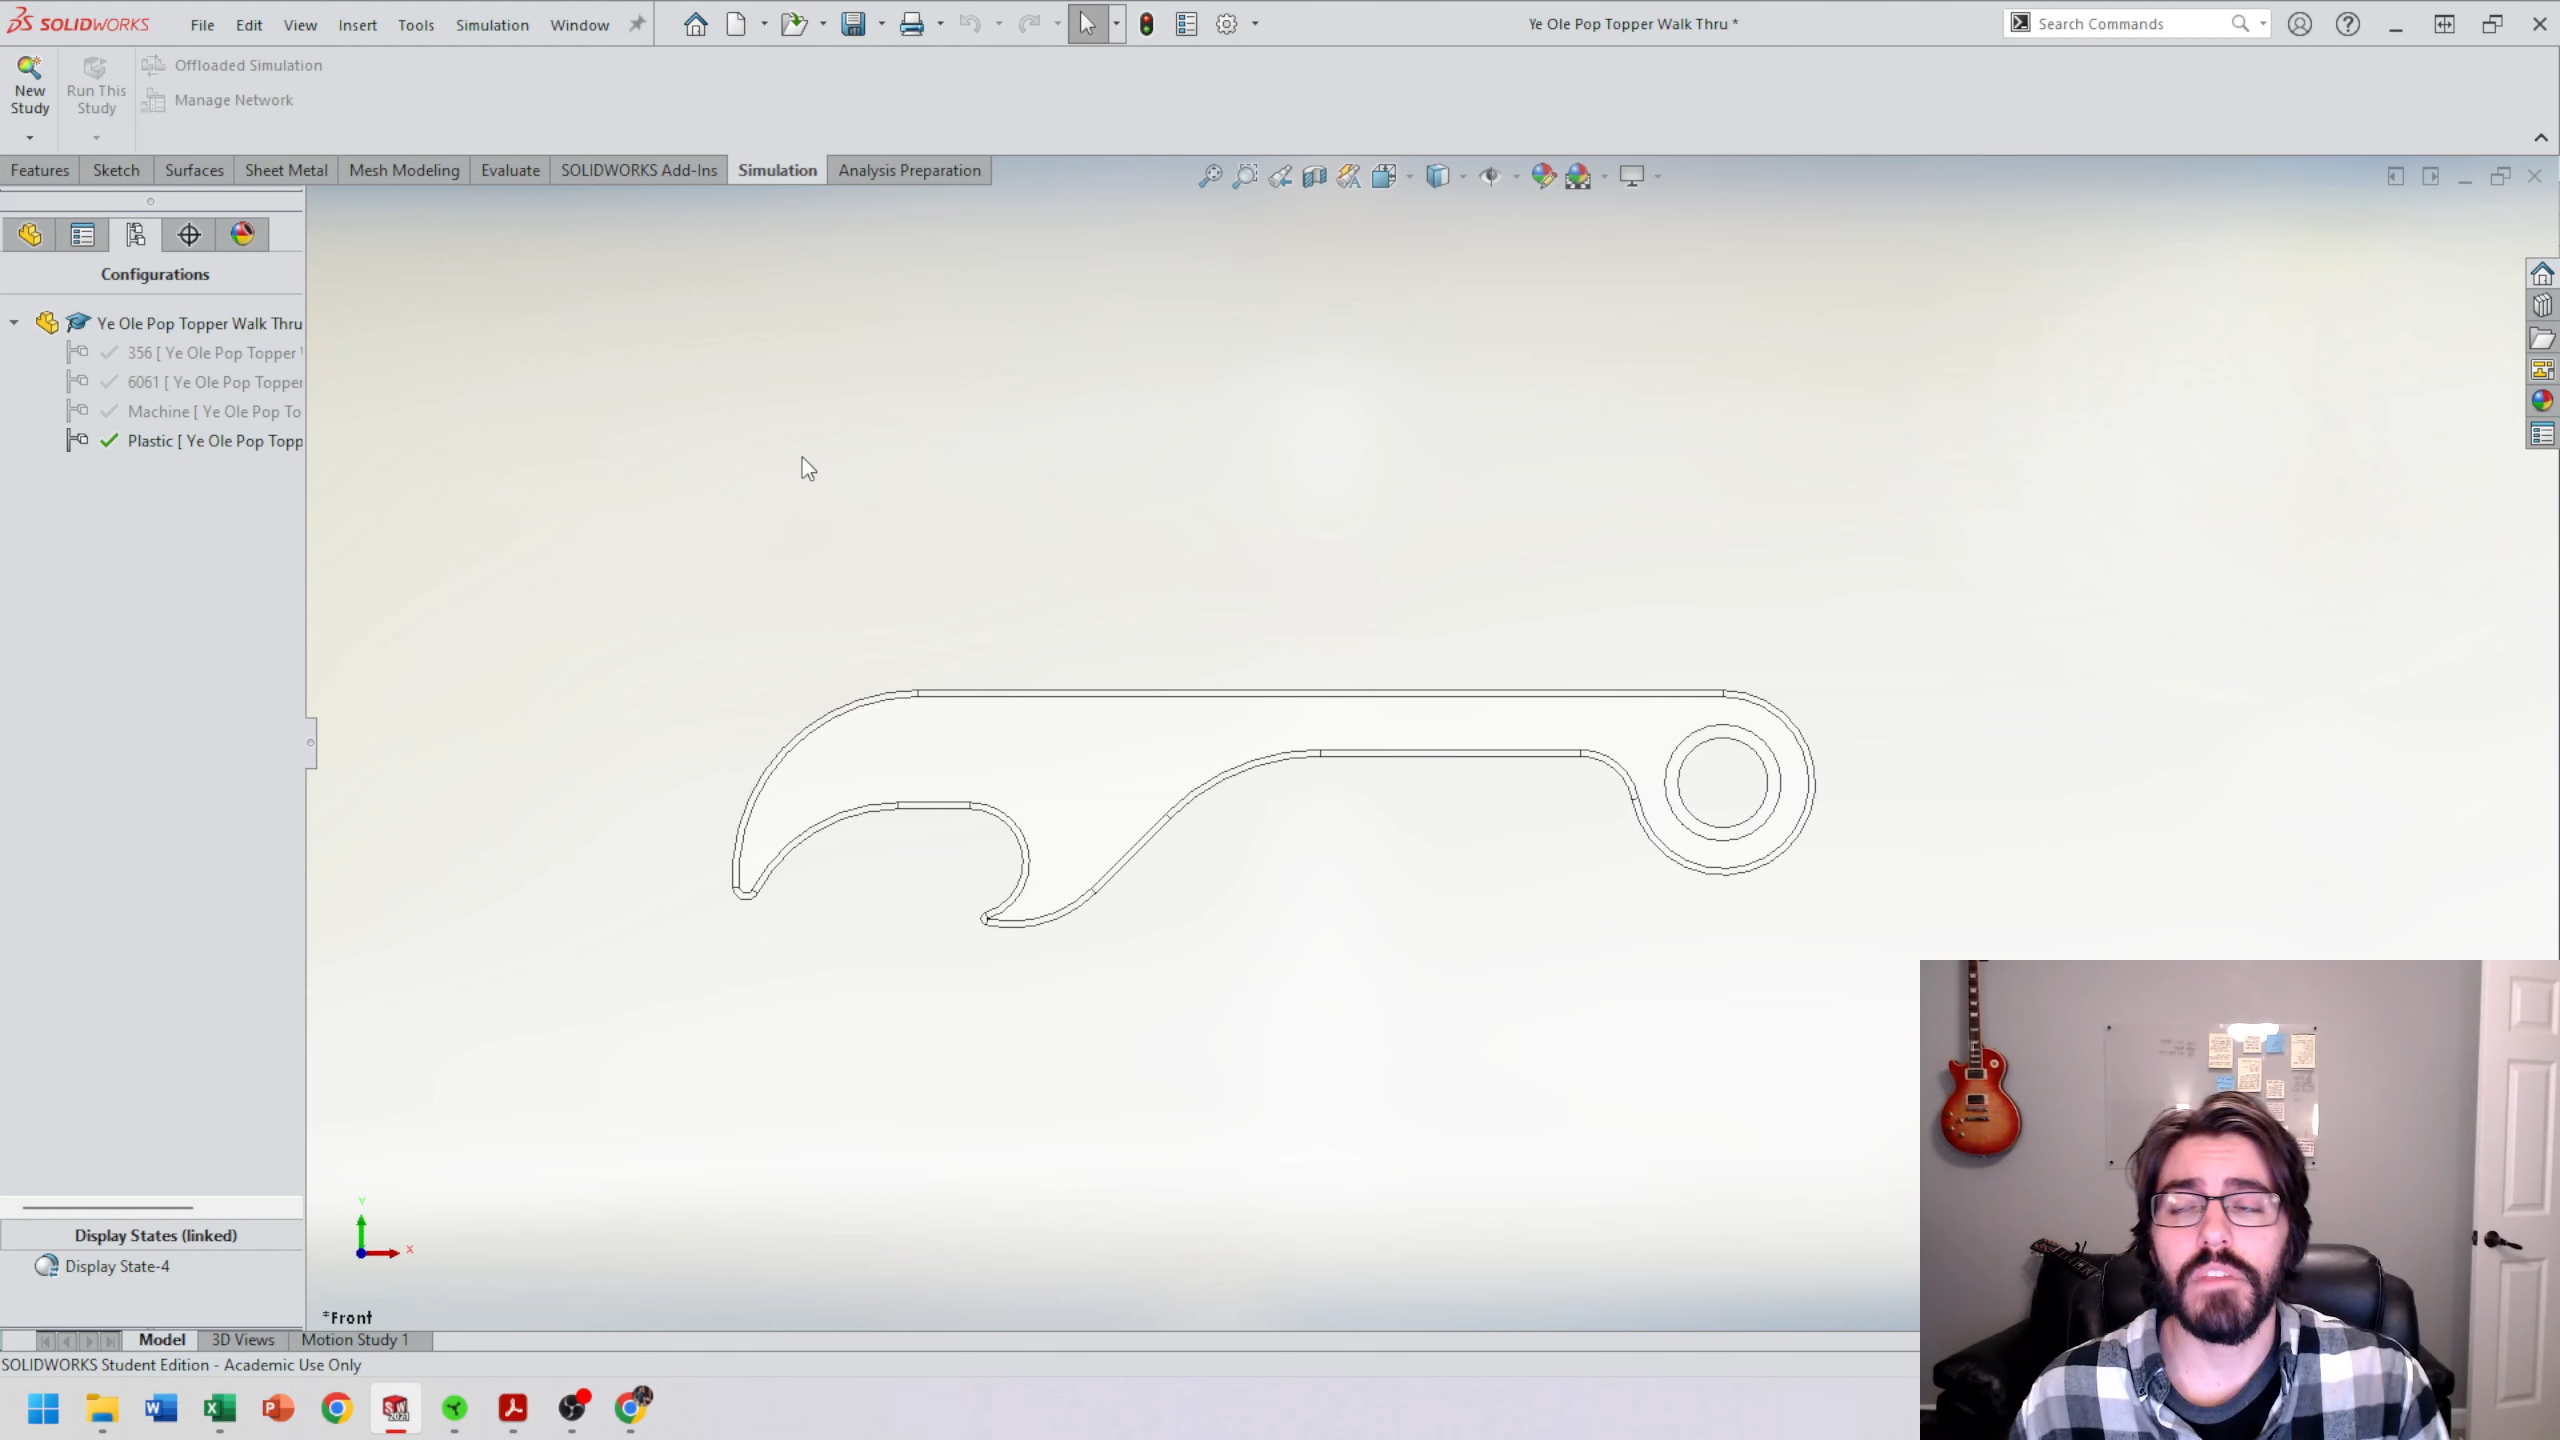 SOLIDWORKS File Edit View Insert Tools Simulation Window
Ye Ole Pop Topper Walk Thru *
Search Commands
New Study
Run This Study
Offloaded Simulation
Manage Network
Features Sketch Surfaces Sheet Metal Mesh Modeling Evaluate SOLIDWORKS Add-Ins Simulation Analysis Preparation
Configurations
Ye Ole Pop Topper Walk Thru
356 [ Ye Ole Pop Topper
6061 [ Ye Ole Pop Topper
Machine [ Ye Ole Pop To
Plastic [ Ye Ole Pop Topp
Display States (linked)
Display State-4
Y
X
*Front
Model 3D Views Motion Study 1
SOLIDWORKS Student Edition - Academic Use Only
W
X
P
SW
2021